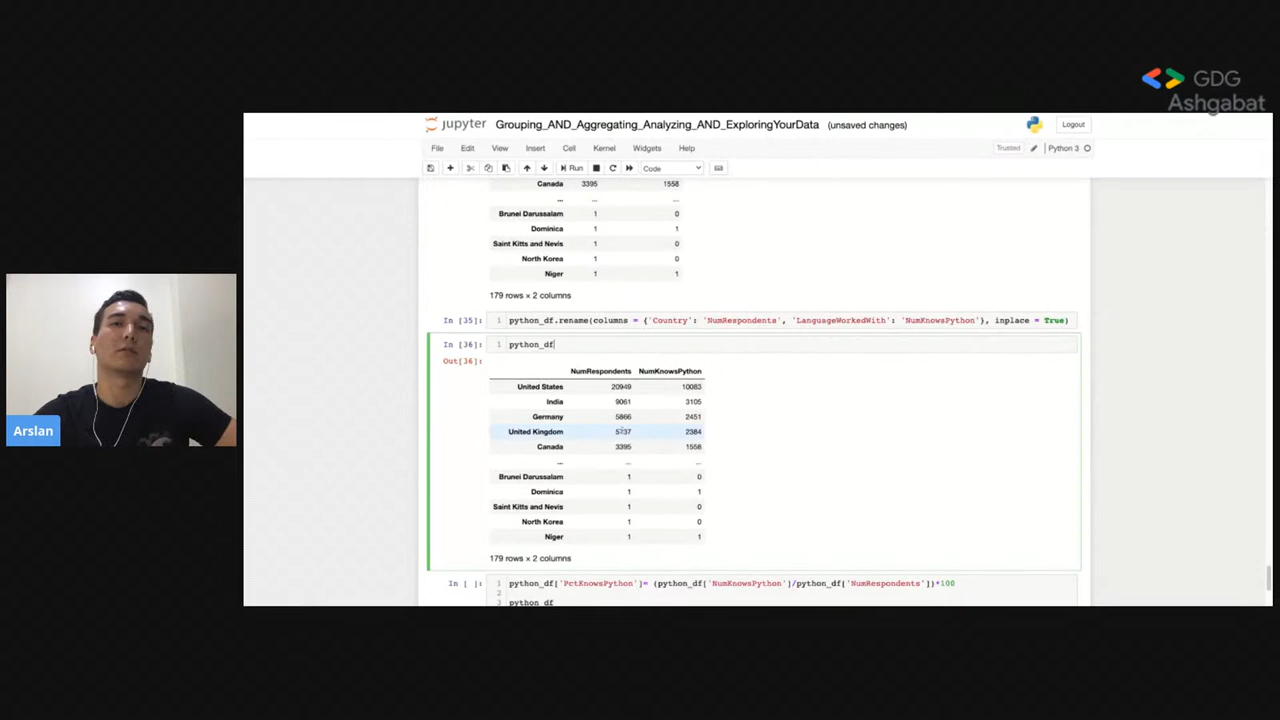 GDG
Ashgabat
jupyter Grouping_AND_Aggregating_Analyzing_AND_ExploringYourData (unsaved changes)
Logout
File Edit View Insert Cell Kernel Widgets Help
Trusted Python 3
Run Code
Canada 3395 1558
... ... ...
Brunei Darussalam 1 0
Dominica 1 1
Saint Kitts and Nevis 1 0
North Korea 1 0
Niger 1 1
179 rows × 2 columns
In [35]: 1 python_df.rename(columns = {'Country': 'NumRespondents', 'LanguageWorkedWith': 'NumKnowsPython'}, inplace = True)
In [36]: 1 python_df
Out[36]:
NumRespondents NumKnowsPython
United States 20949 10083
India 9061 3105
Germany 5866 2451
United Kingdom 5737 2384
Canada 3395 1558
... ... ...
Brunei Darussalam 1 0
Dominica 1 1
Saint Kitts and Nevis 1 0
North Korea 1 0
Niger 1 1
179 rows × 2 columns
In [ ]: 1 python_df['PctKnowsPython']= (python_df['NumKnowsPython']/python_df['NumRespondents'])*100
2
3 python_df
Arslan